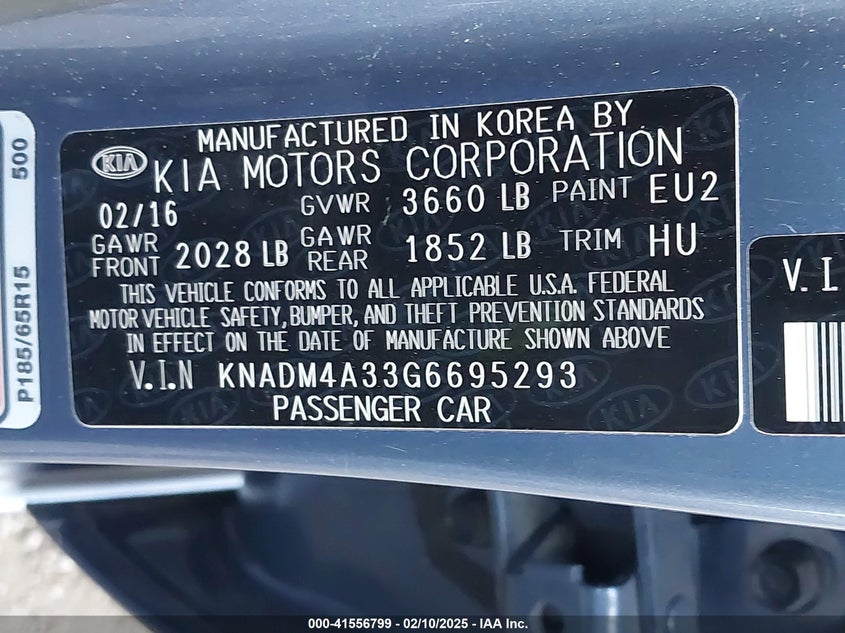 MANUFACTURED IN KOREA BY
KIA KIA MOTORS CORPORATION
02/16 GVWR 3660 LB PAINT EU2
GAWR FRONT 2028 LB GAWR REAR 1852 LB TRIM HU
THIS VEHICLE CONFORMS TO ALL APPLICABLE U.S.A. FEDERAL
MOTOR VEHICLE SAFETY, BUMPER, AND THEFT PREVENTION STANDARDS
IN EFFECT ON THE DATE OF MANUFACTURE SHOWN ABOVE
V.I.N KNADM4A33G6695293
PASSENGER CAR
P185/65R15 500
V.I
000-41556799 - 02/10/2025 - IAA Inc.